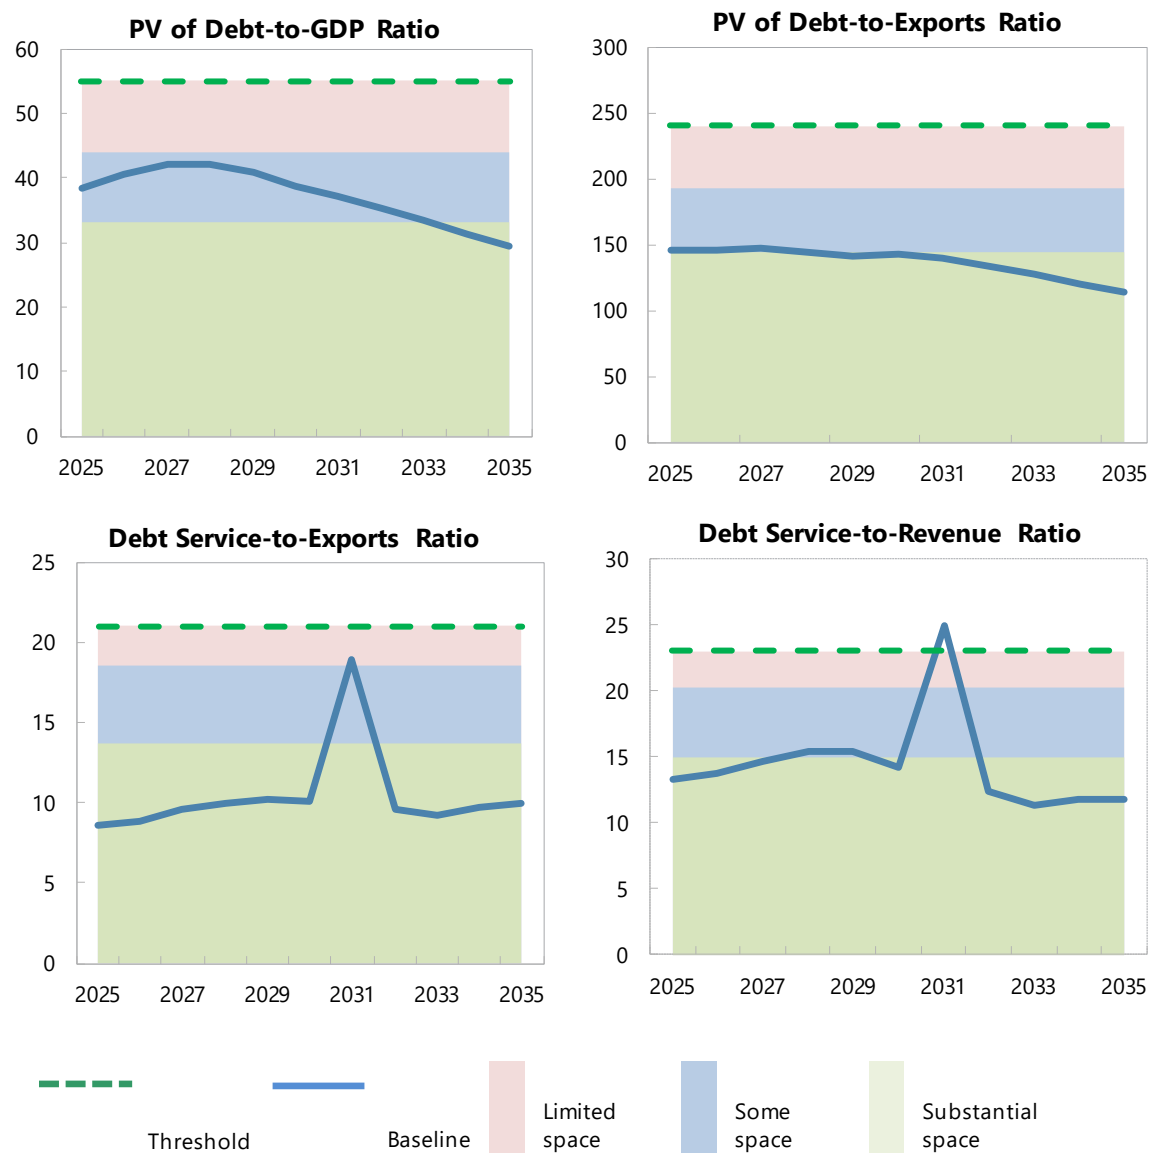 PV of Debt-to-GDP Ratio
60
50
40
30
20
10
0
2025 2027 2029 2031 2033 2035
PV of Debt-to-Exports Ratio
300
250
200
150
100
50
0
2025 2027 2029 2031 2033 2035
Debt Service-to-Exports Ratio
25
20
15
10
5
0
2025 2027 2029 2031 2033 2035
Debt Service-to-Revenue Ratio
30
25
20
15
10
5
0
2025 2027 2029 2031 2033 2035
Threshold
Baseline
Limited
space
Some
space
Substantial
space